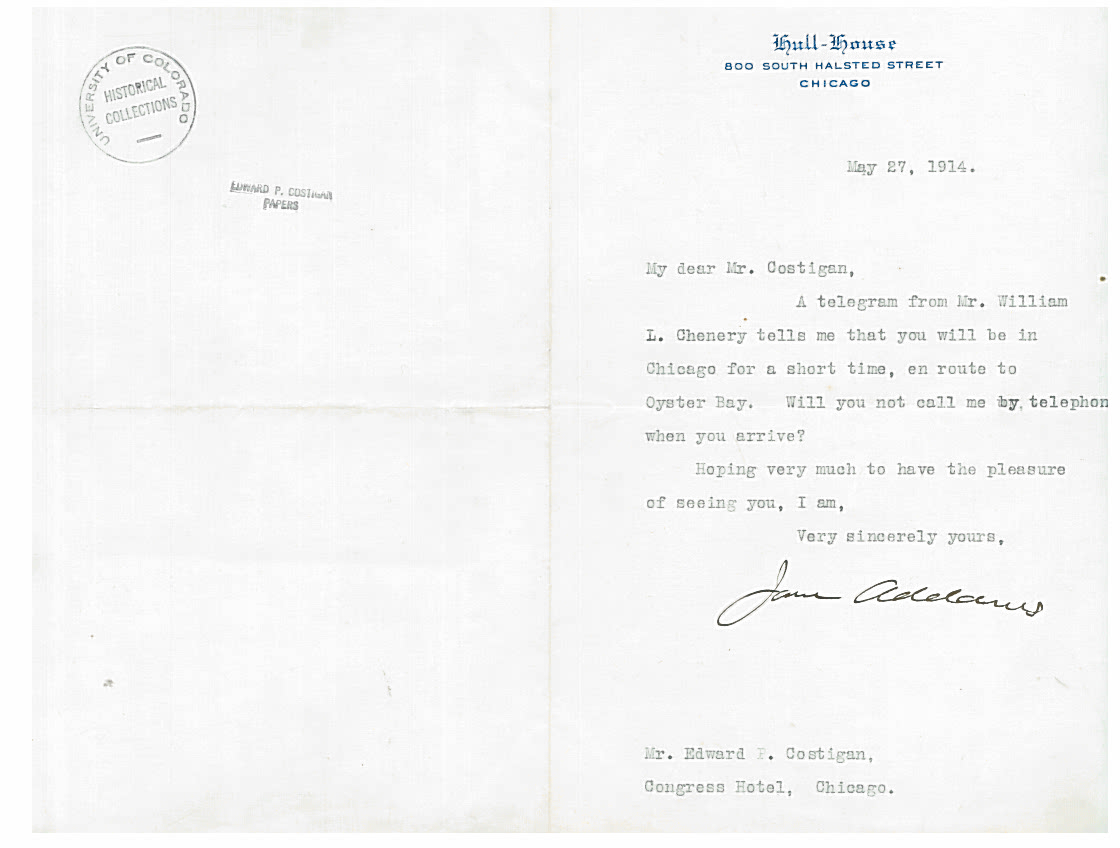 UNIVERSITY OF COLORADO
HISTORICAL
COLLECTIONS
EDWARD P. COSTIGAN
PAPERS
Hull-House
800 SOUTH HALSTED STREET
CHICAGO
May 27, 1914.
My dear Mr. Costigan,
A telegram from Mr. William
L. Chenery tells me that you will be in
Chicago for a short time, en route to
Oyster Bay. Will you not call me by telephon
when you arrive?
Hoping very much to have the pleasure
of seeing you, I am,
Very sincerely yours,
Jane Addams
Mr. Edward P. Costigan,
Congress Hotel, Chicago.